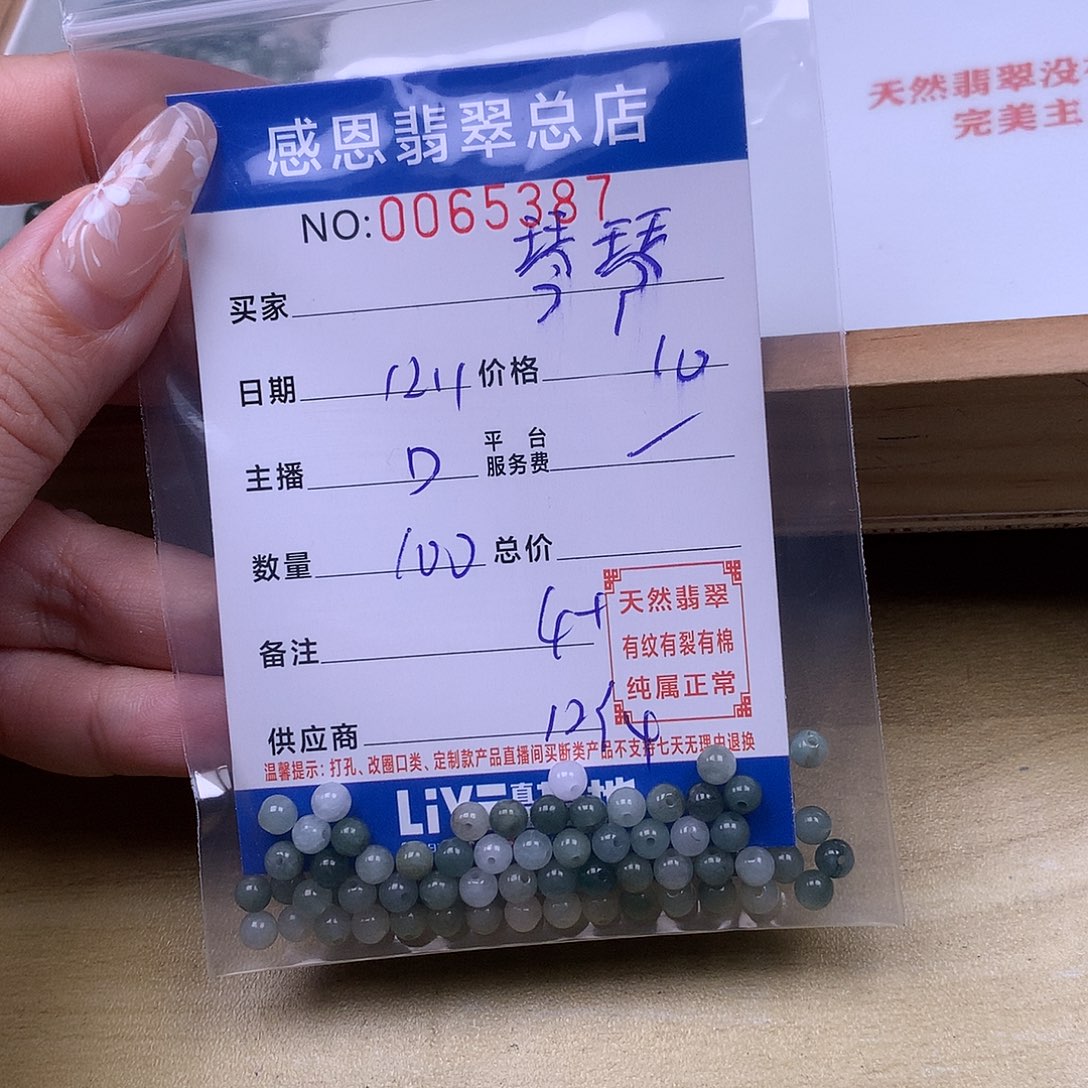 感恩翡翠总店
NO:0065387
买家
日期 1211 价格 10
主播 7 平台服务费 /
数量 100 总价
备注 4+
供应商
天然翡翠
有纹有裂有棉
纯属正常
温馨提示:打孔、改圈口类、定制款产品直播间买断类产品不支持七天无理由退换
天然翡翠没
完美主